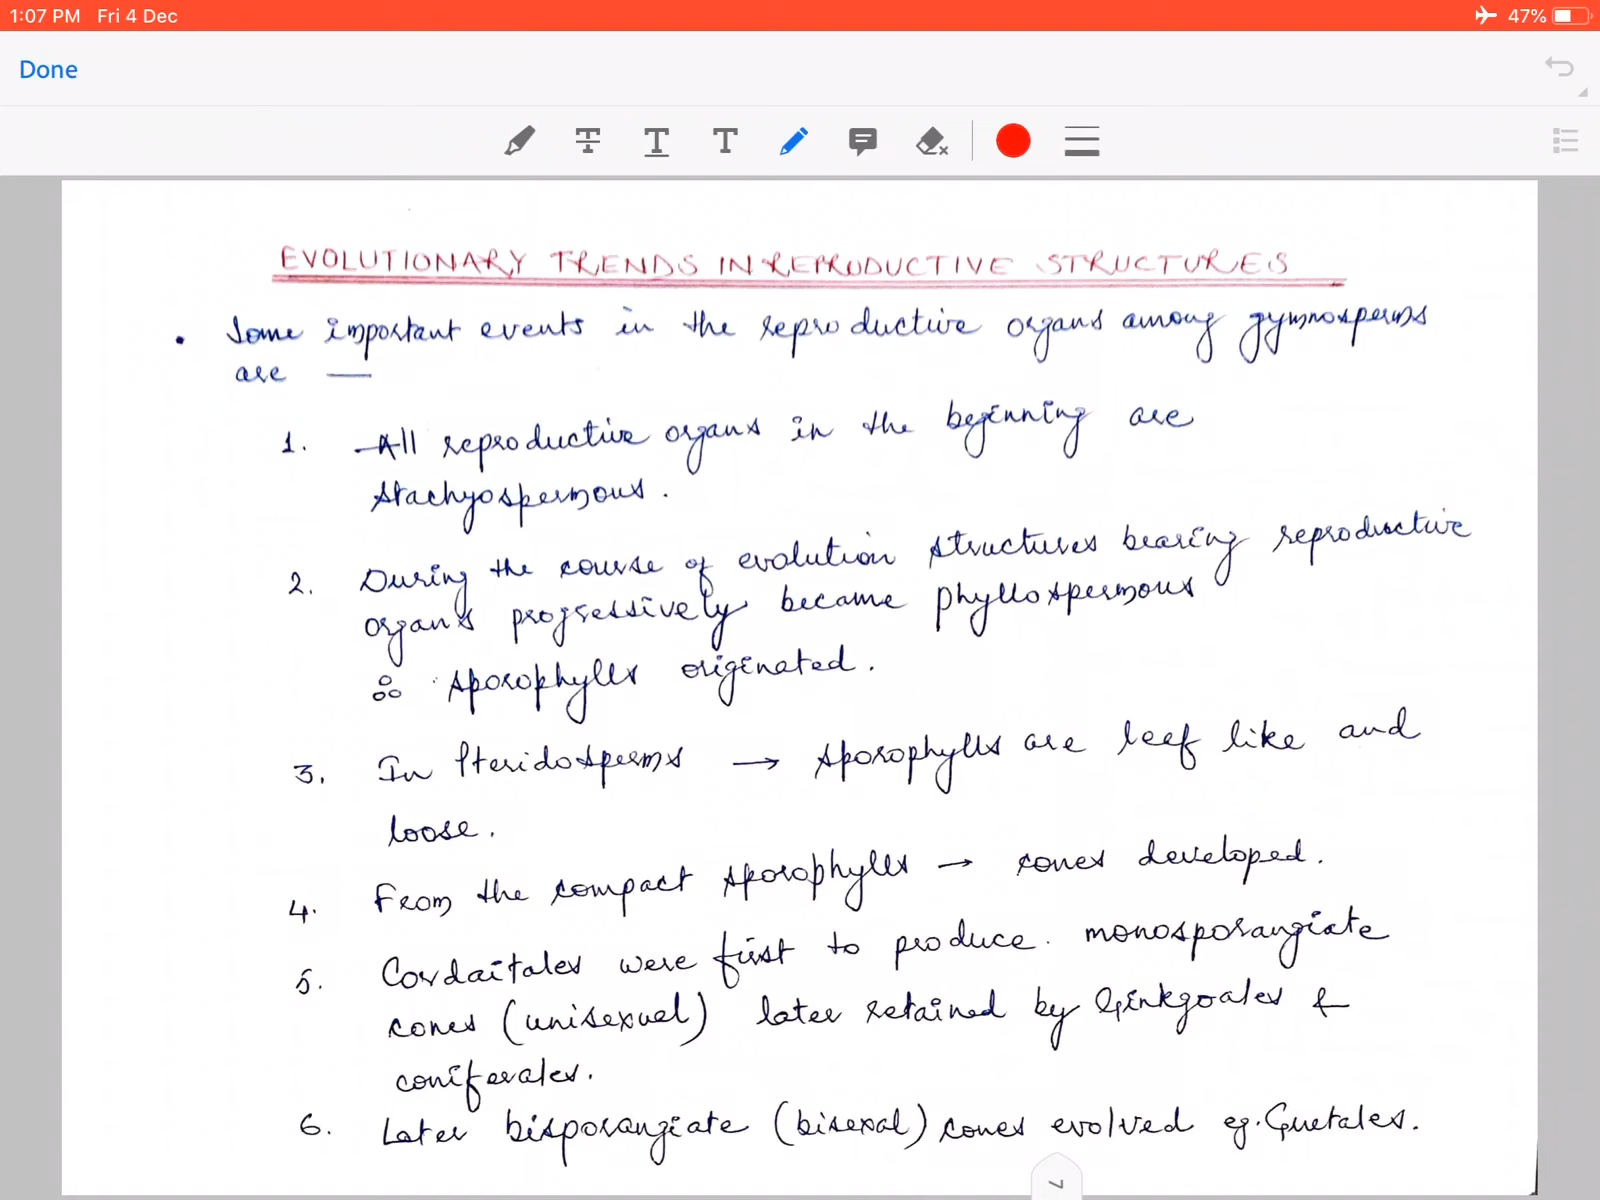 1:07 PM Fri 4 Dec 47%
Done
EVOLUTIONARY TRENDS IN REPRODUCTIVE STRUCTURES
• Some important events in the reproductive organs among gymnosperms
are —
1. All reproductive organs in the beginning are
stachyospermous.
2. During the course of evolution structures bearing reproductive
organs progressively became phyllospermous
∴ sporophylls originated.
3. In Pteridosperms → sporophylls are leef like and
loose.
4. From the compact sporophylls → cones developed.
5. Cordaitales were first to produce monosporangiate
cones (unisexual) later retained by Ginkgoales &
coniferales.
6. Later bisporangiate (bisexal) cones evolved eg. Gnetales.
7